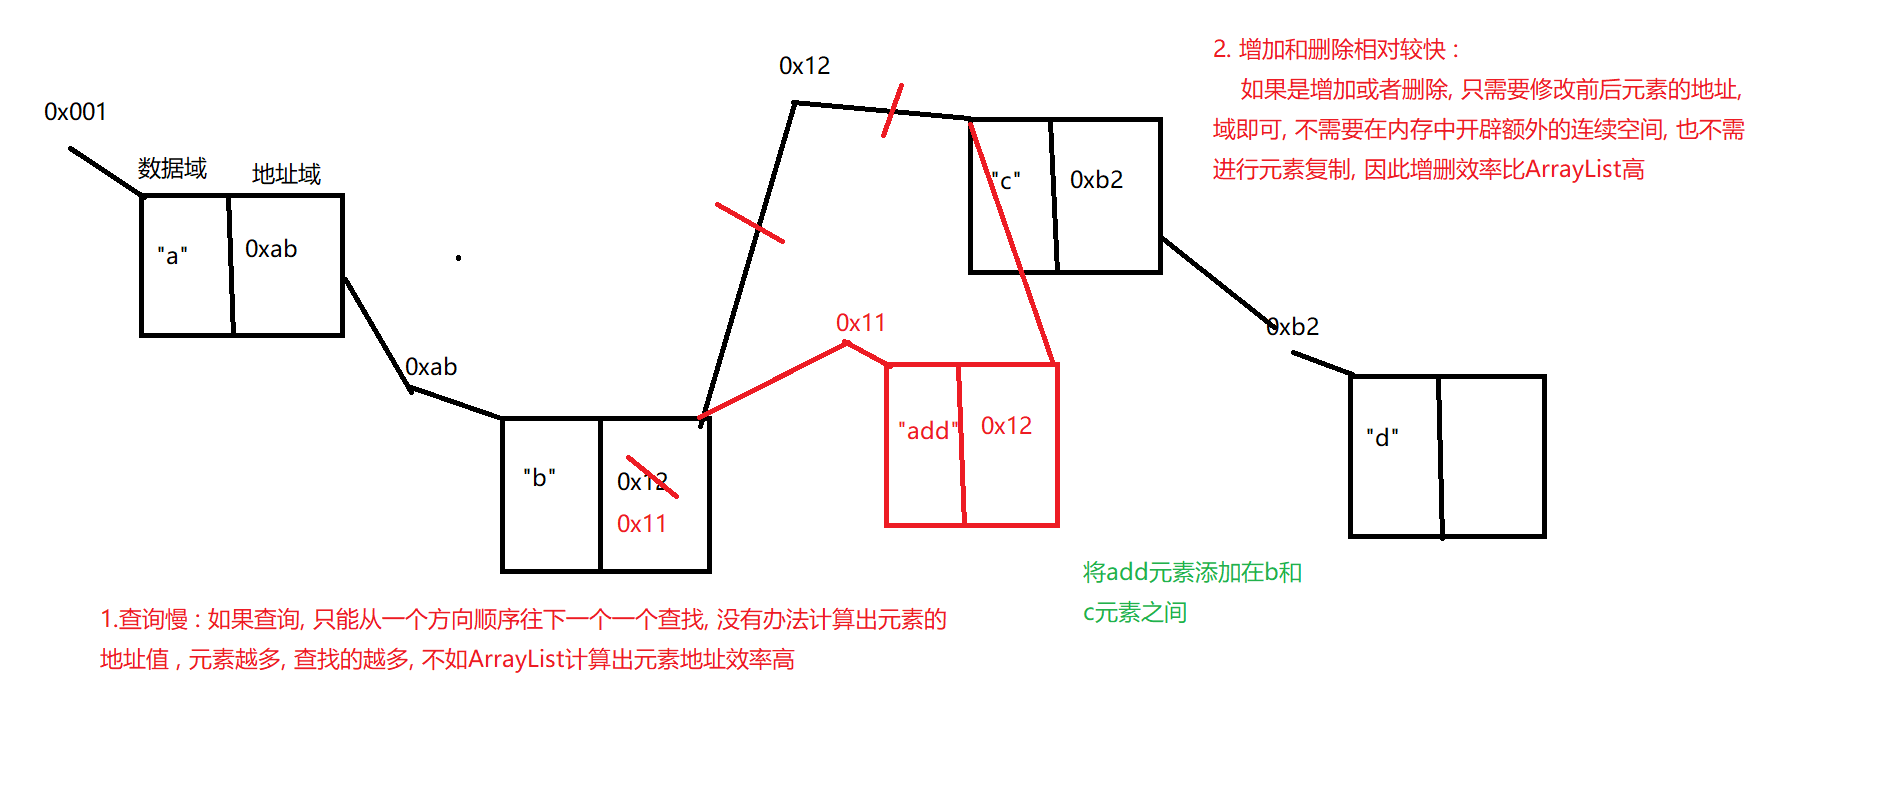 0x12
2. 增加和删除相对较快 :
如果是增加或者删除, 只需要修改前后元素的地址,
域即可, 不需要在内存中开辟额外的连续空间, 也不需
进行元素复制, 因此增删效率比ArrayList高
0x001
数据域
地址域
"a"
0xab
"c"
0xb2
0xab
0x11
0xb2
"b"
0x12
0x11
"add"
0x12
"d"
将add元素添加在b和
c元素之间
1.查询慢 : 如果查询, 只能从一个方向顺序往下一个一个查找, 没有办法计算出元素的
地址值 , 元素越多, 查找的越多, 不如ArrayList计算出元素地址效率高